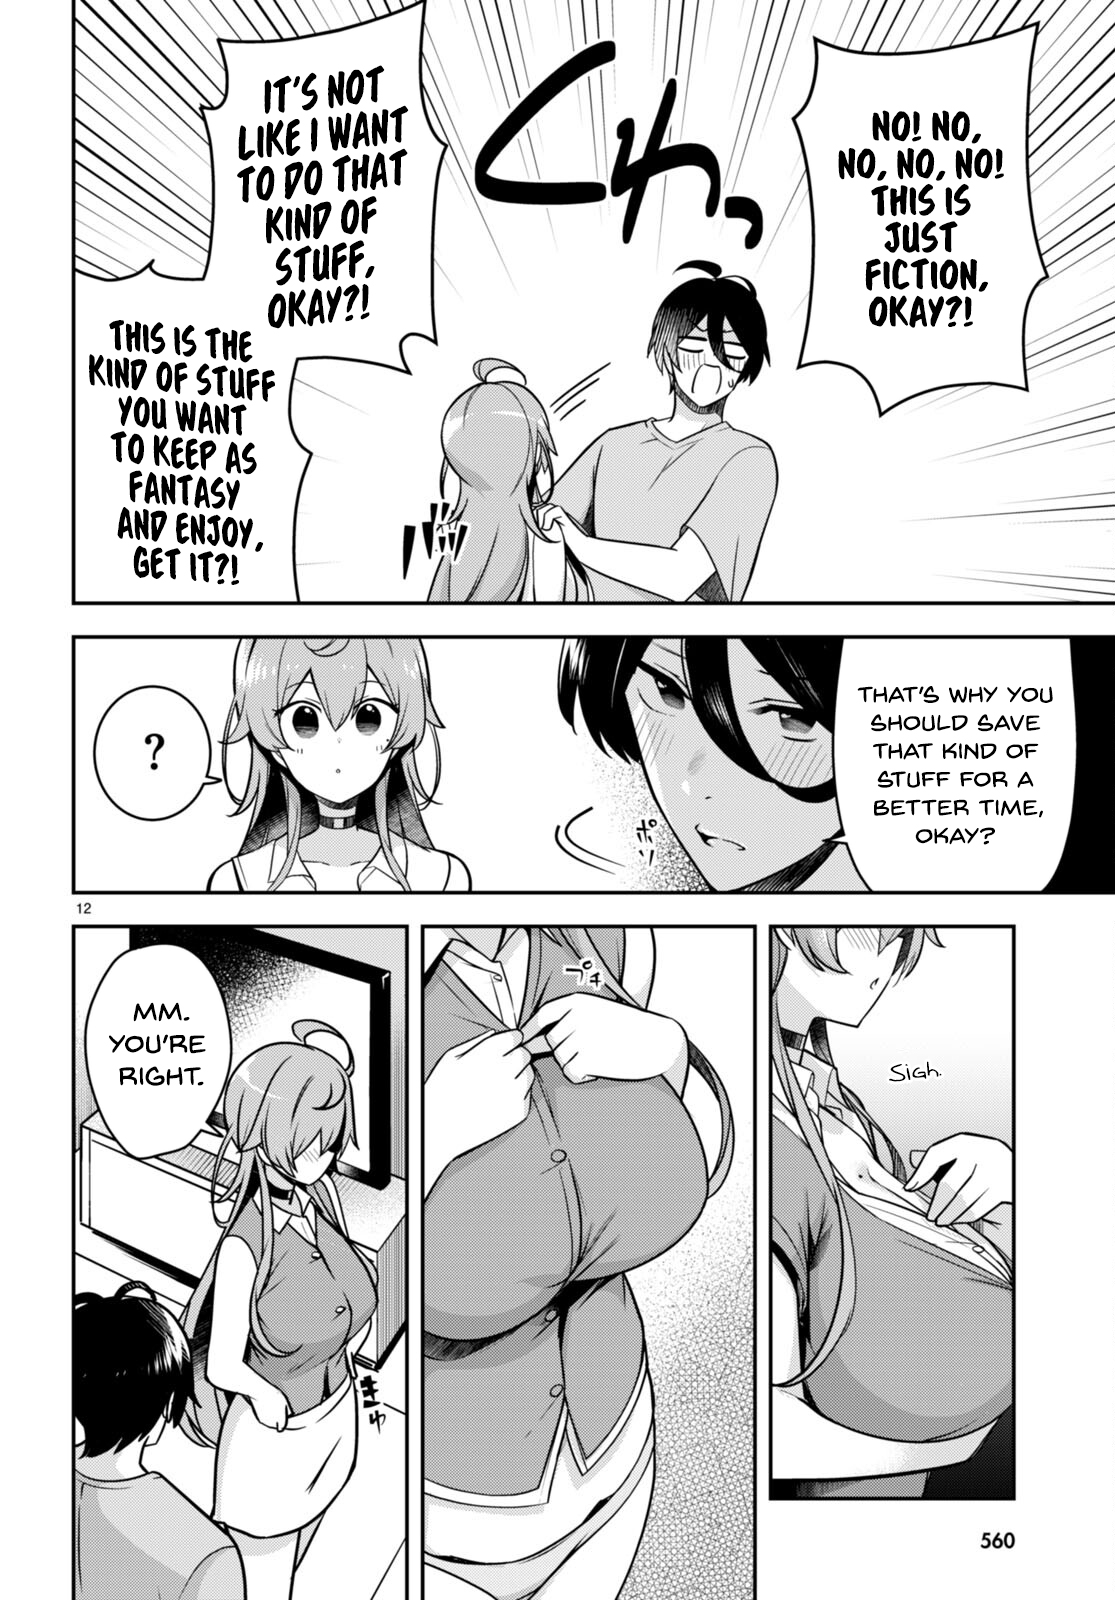 NO! NO,
NO, NO, NO!
THIS IS
JUST
FICTION,
OKAY?!
くわっ
IT'S NOT
LIKE I WANT
TO DO THAT
KIND OF
STUFF,
OKAY?!
THIS IS THE
KIND OF STUFF
YOU WANT
TO KEEP AS
FANTASY
AND ENJOY,
GET IT?!
THAT'S WHY YOU
SHOULD SAVE
THAT KIND OF
STUFF FOR A
BETTER TIME,
OKAY?
ポソ
?
12
SIGH.
プチ
MM.
YOU'RE
RIGHT.
きゅ
560